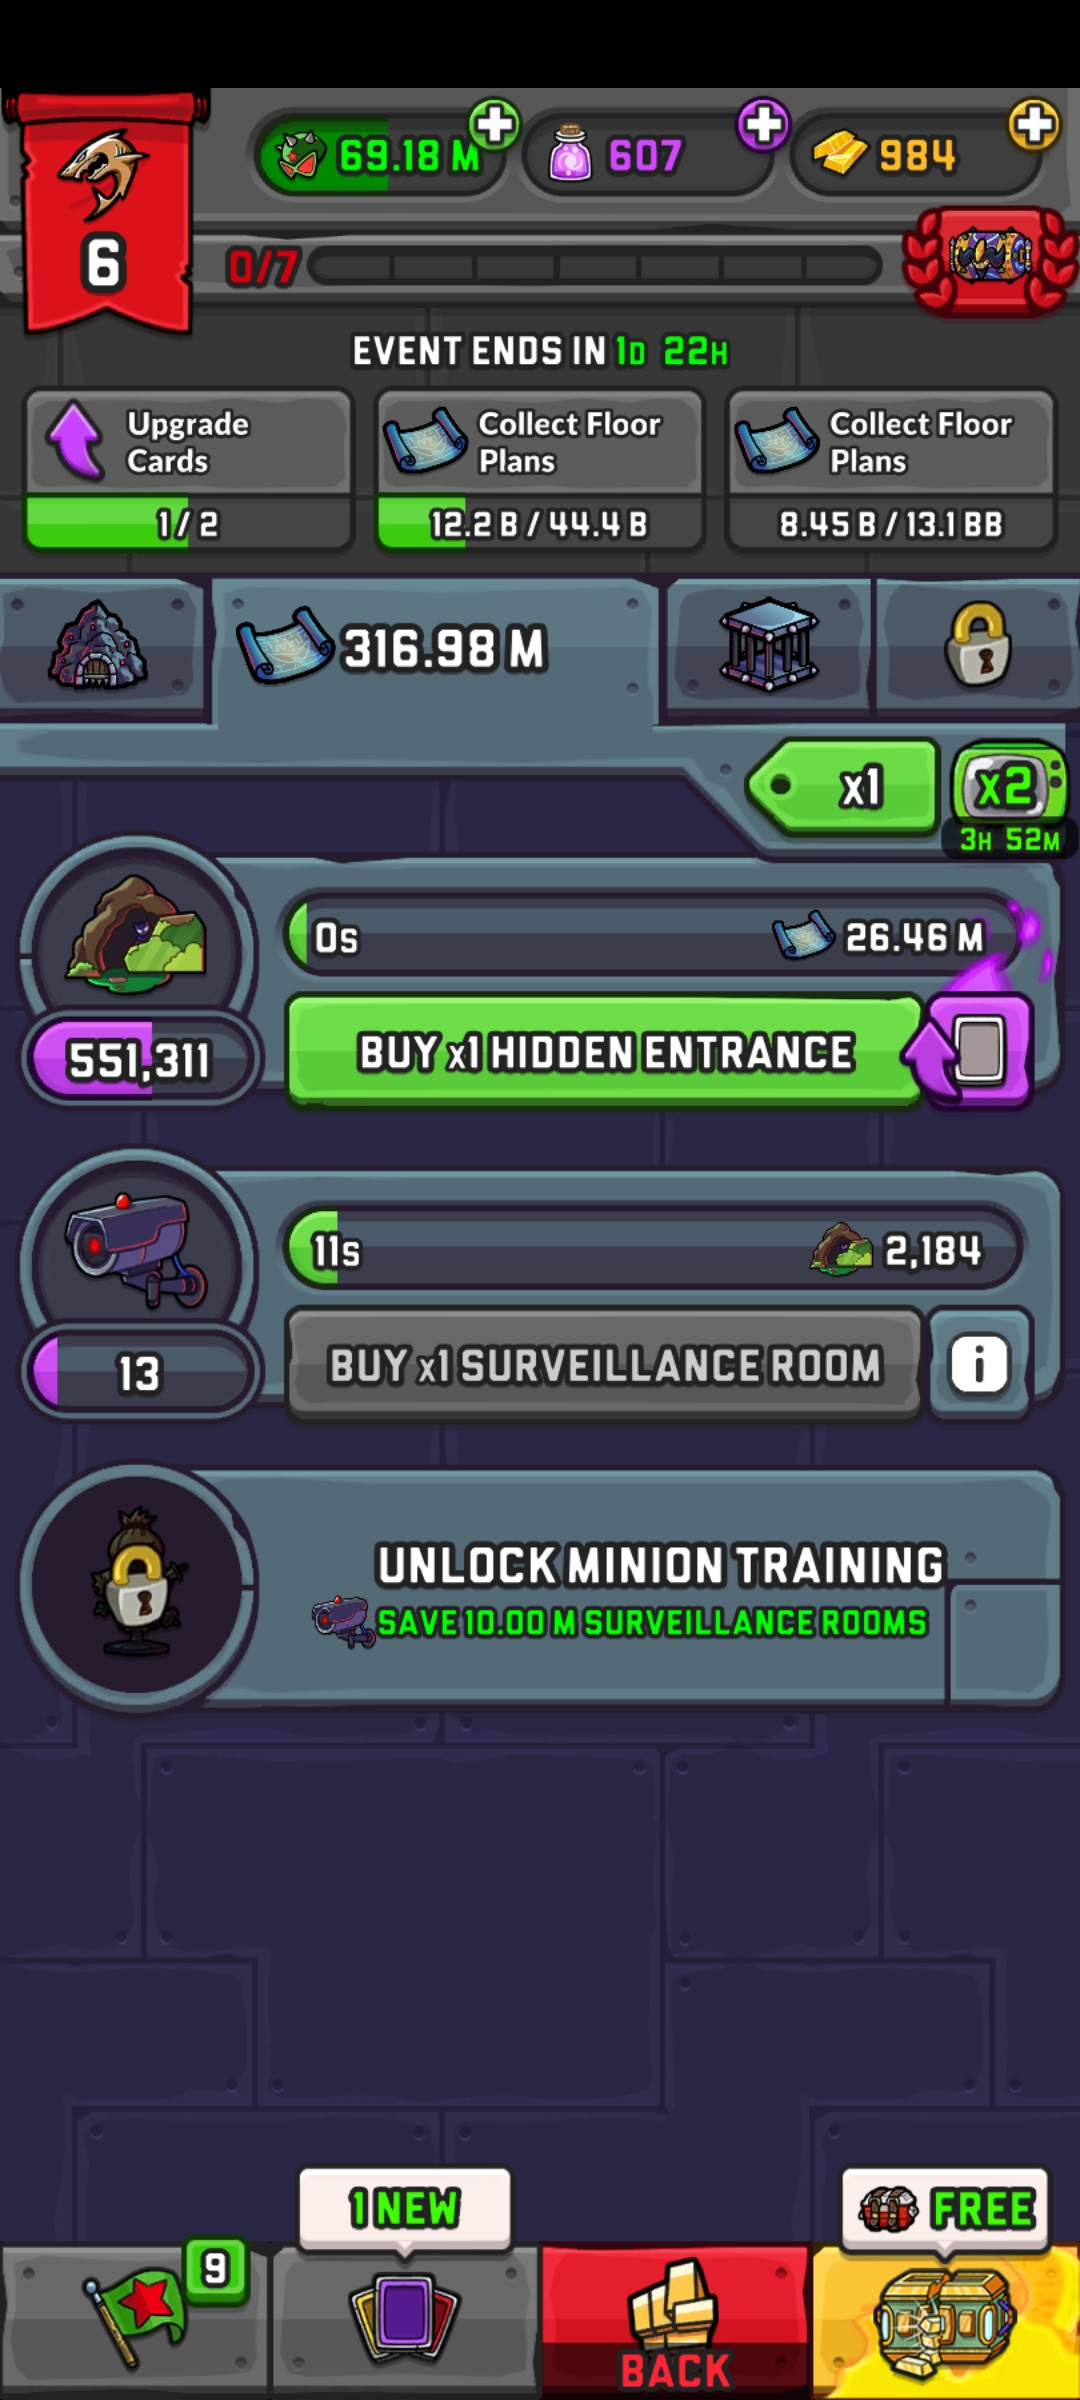 69.18 M
607
984
6
0/7
EVENT ENDS IN 1D 22H
Upgrade
Cards
1 / 2
Collect Floor
Plans
12.2 B / 44.4 B
Collect Floor
Plans
8.45 B / 13.1 BB
316.98 M
x1
x2
3H 52M
0s
26.46 M
551,311
BUY x1 HIDDEN ENTRANCE
11s
2,184
13
BUY x1 SURVEILLANCE ROOM
i
UNLOCK MINION TRAINING
SAVE 10.00 M SURVEILLANCE ROOMS
1 NEW
FREE
9
BACK